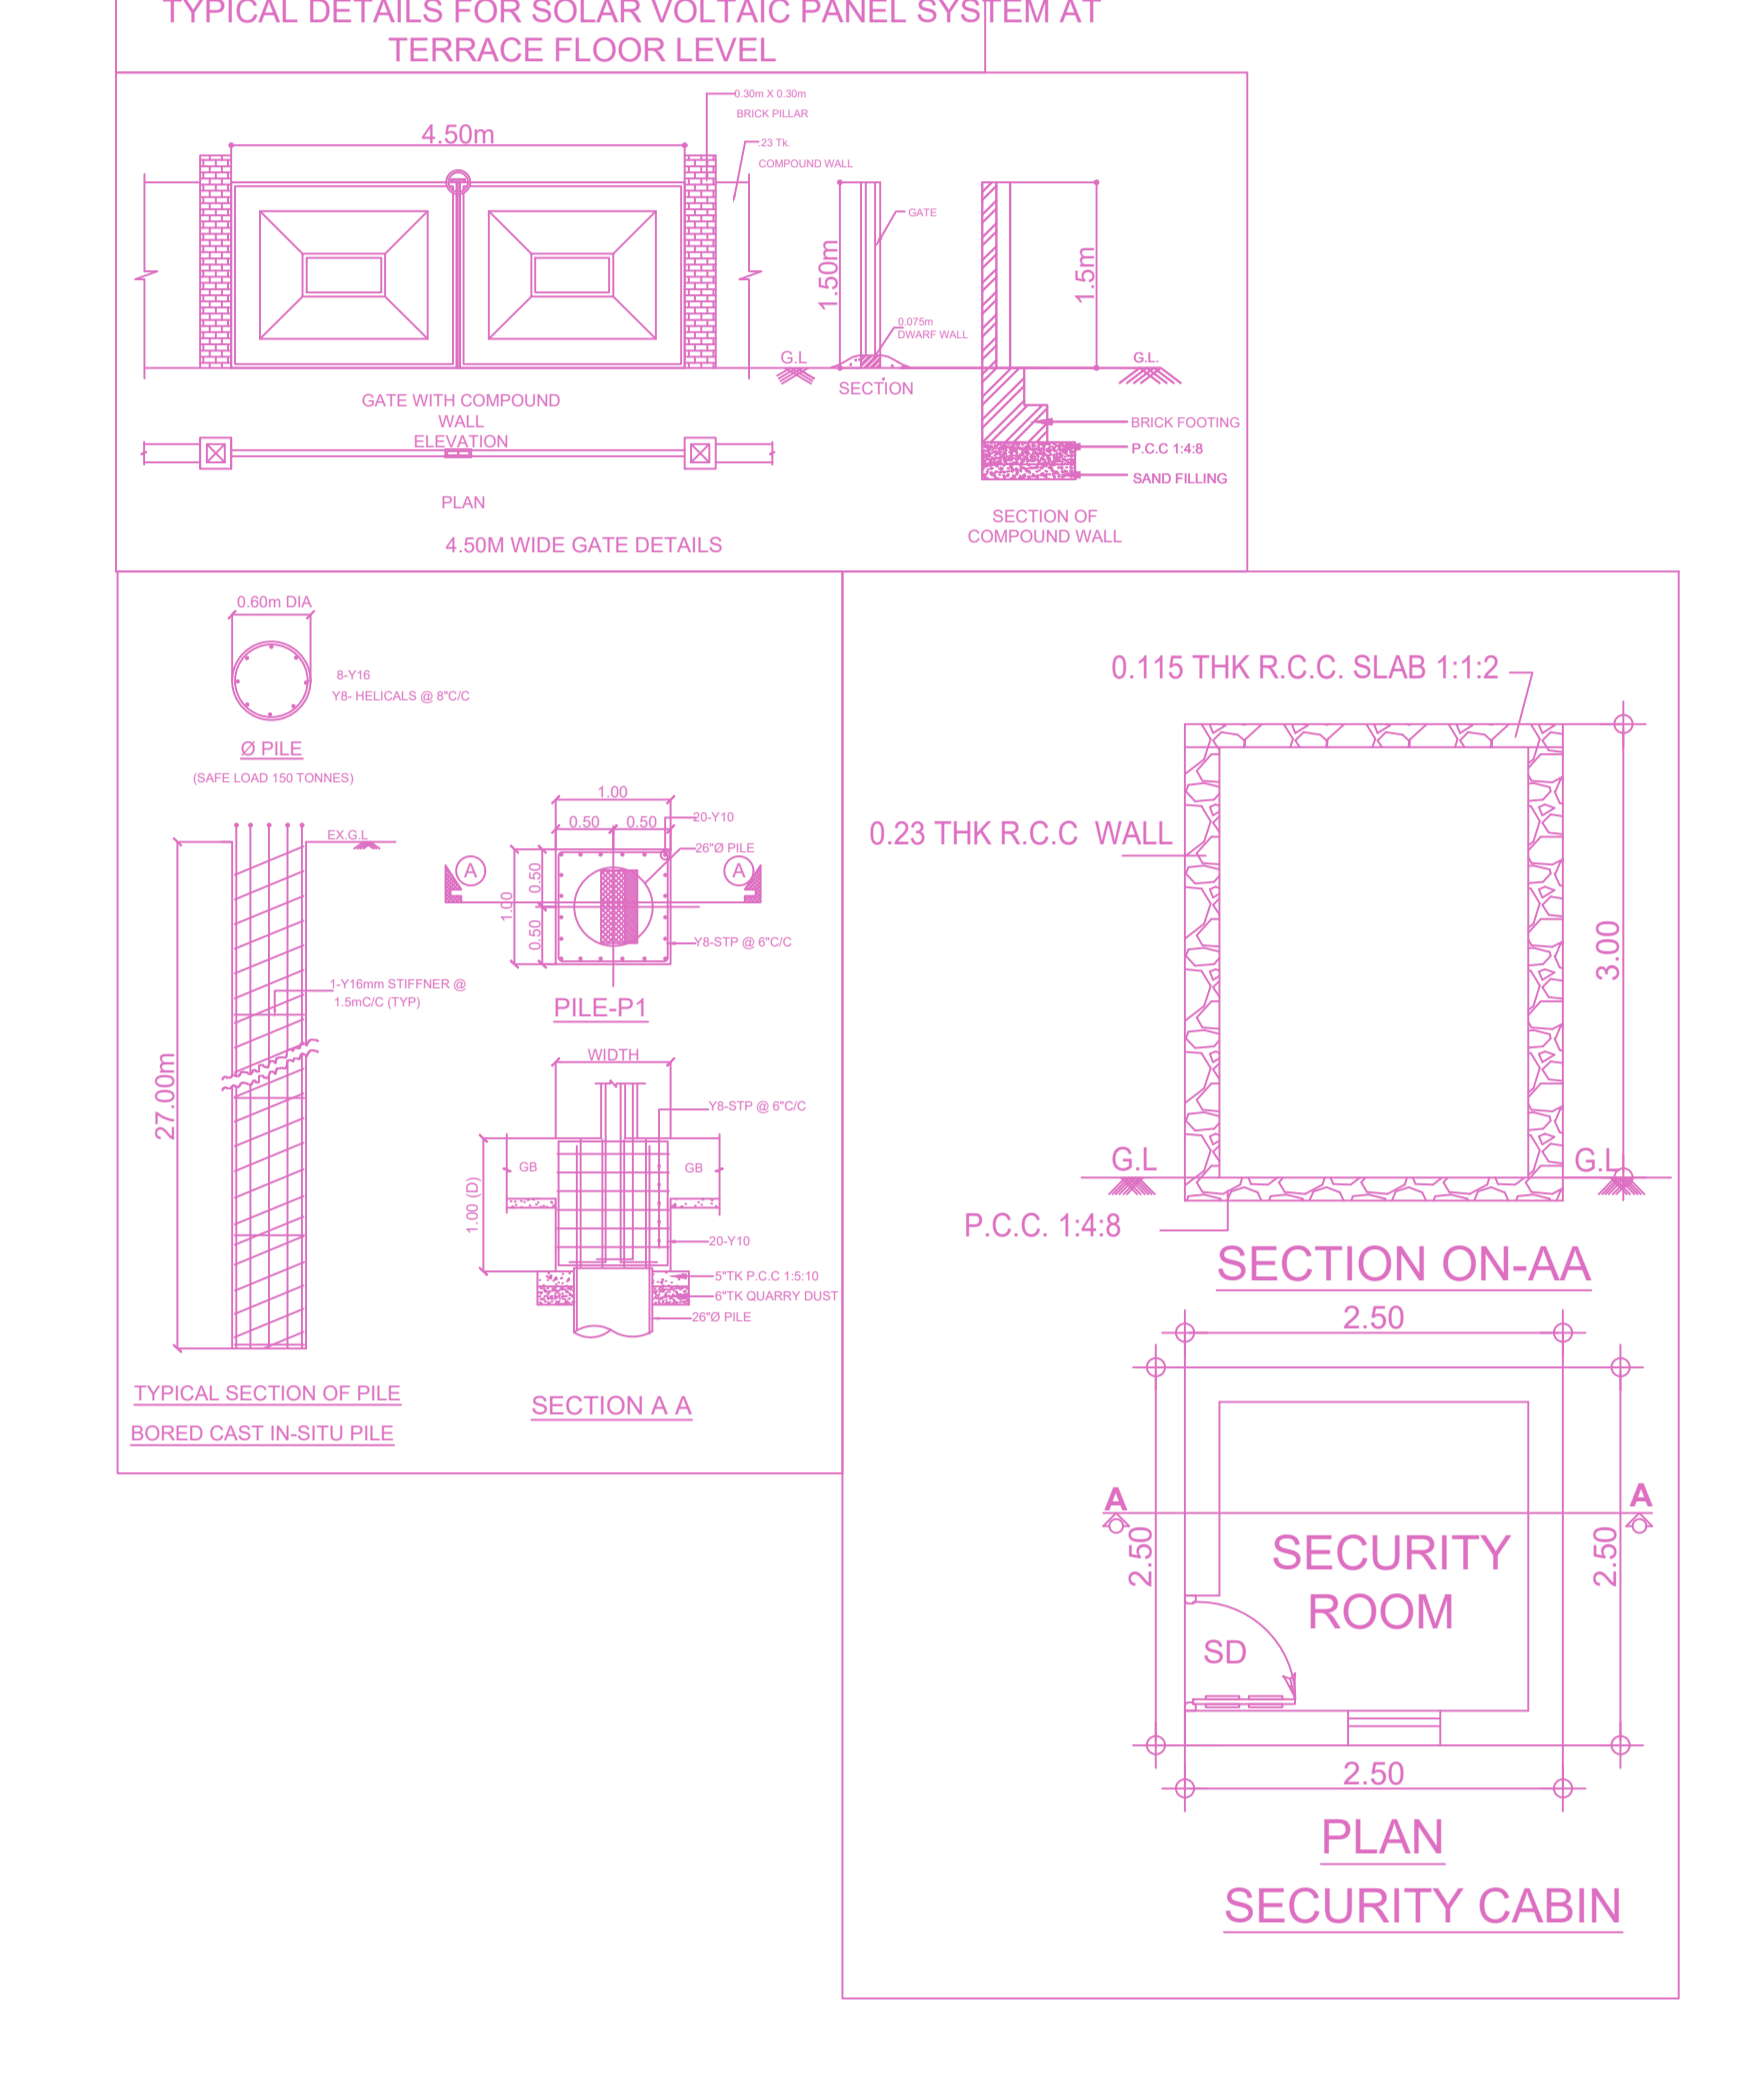 TYPICAL DETAILS FOR SOLAR VOLTAIC PANEL SYSTEM AT
TERRACE FLOOR LEVEL
0.30m X 0.30m
BRICK PILLAR
4.50m
.23 Tk.
COMPOUND WALL
GATE
1.50m
1.5m
0.075m
DWARF WALL
G.L
G.L.
SECTION
GATE WITH COMPOUND
WALL
ELEVATION
BRICK FOOTING
P.C.C 1:4:8
SAND FILLING
PLAN
SECTION OF
COMPOUND WALL
4.50M WIDE GATE DETAILS
0.60m DIA
8-Y16
Y8- HELICALS @ 8"C/C
Ø PILE
(SAFE LOAD 150 TONNES)
EX.G.L
1-Y16mm STIFFNER @
1.5mC/C (TYP)
27.00m
TYPICAL SECTION OF PILE
BORED CAST IN-SITU PILE
1.00
0.50
0.50
20-Y10
26"Ø PILE
A
A
0.50
1.00
0.50
Y8-STP @ 6"C/C
PILE-P1
WIDTH
Y8-STP @ 6"C/C
GB
GB
1.00 (D)
20-Y10
5"TK P.C.C 1:5:10
6"TK QUARRY DUST
26"Ø PILE
SECTION A A
0.115 THK R.C.C. SLAB 1:1:2
0.23 THK R.C.C WALL
3.00
G.L
G.L
P.C.C. 1:4:8
SECTION ON-AA
2.50
A
A
2.50
2.50
SECURITY
ROOM
SD
2.50
PLAN
SECURITY CABIN